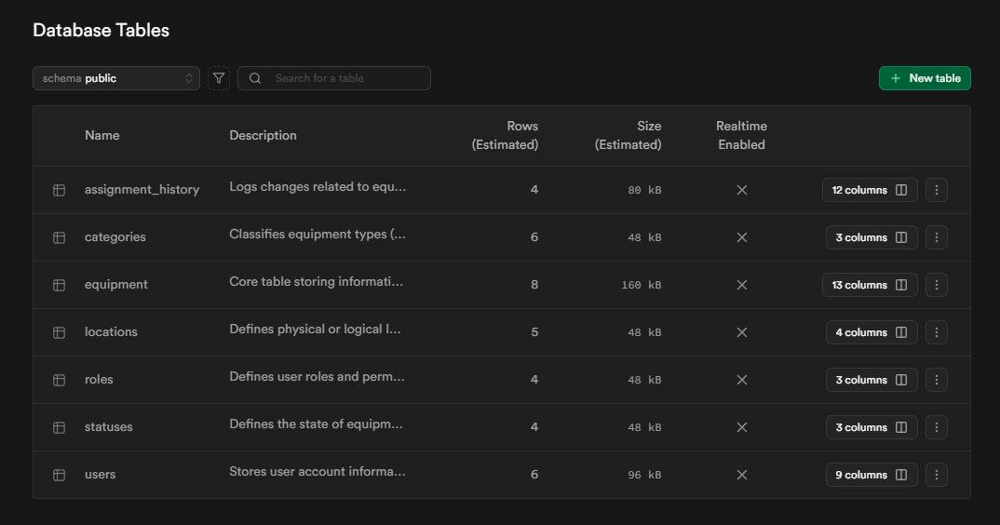 Database Tables
schema public
Search for a table
New table
Name Description Rows (Estimated) Size (Estimated) Realtime Enabled
assignment_history Logs changes related to equ... 4 80 kB 12 columns
categories Classifies equipment types (... 6 48 kB 3 columns
equipment Core table storing informati... 8 160 kB 13 columns
locations Defines physical or logical l... 5 48 kB 4 columns
roles Defines user roles and perm... 4 48 kB 3 columns
statuses Defines the state of equipm... 4 48 kB 3 columns
users Stores user account informa... 6 96 kB 9 columns